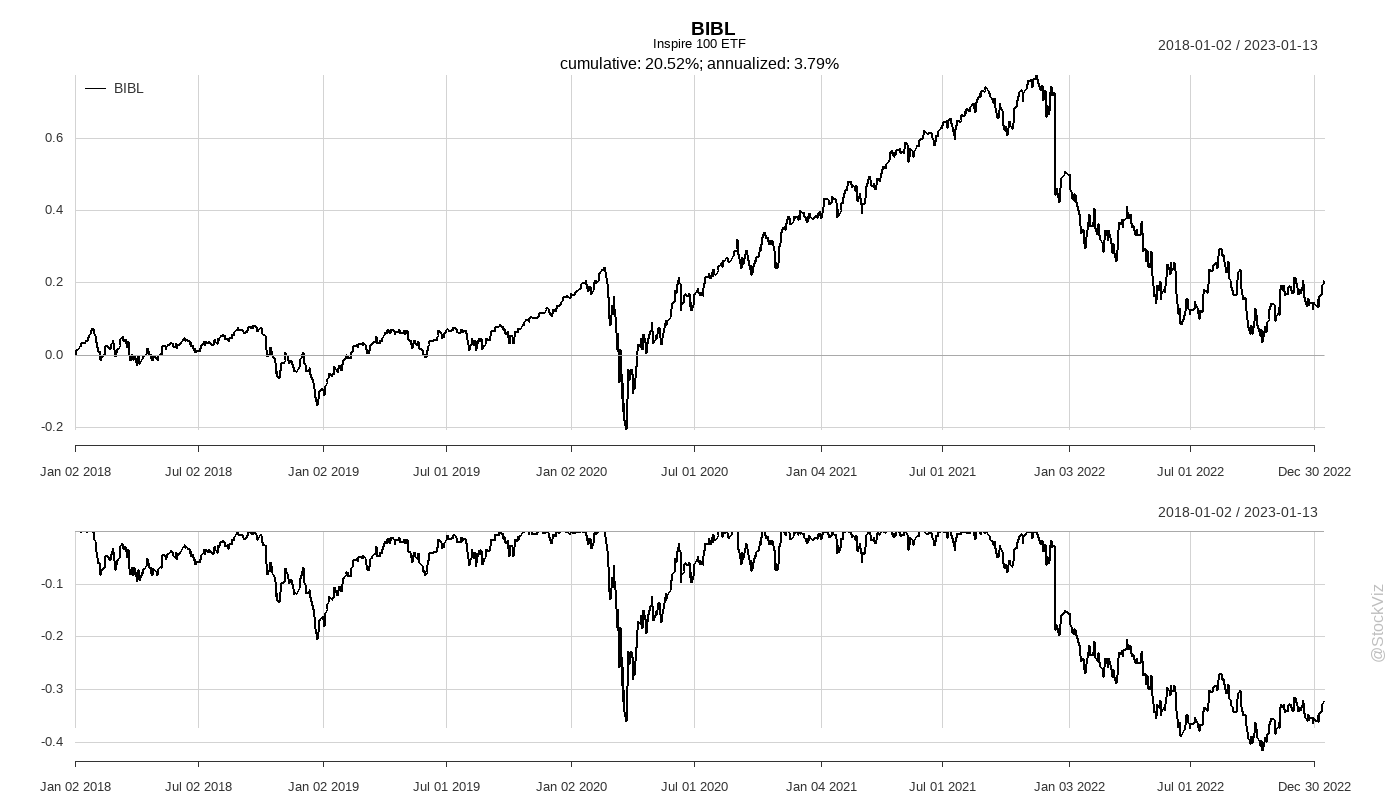 BIBL
Inspire 100 ETF
2018-01-02 / 2023-01-13
cumulative: 20.52%; annualized: 3.79%
BIBL
0.6
0.4
0.2
0.0
-0.2
Jan 02 2018 Jul 02 2018 Jan 02 2019 Jul 01 2019 Jan 02 2020 Jul 01 2020 Jan 04 2021 Jul 01 2021 Jan 03 2022 Jul 01 2022 Dec 30 2022
2018-01-02 / 2023-01-13
-0.1
-0.2
-0.3
-0.4
Jan 02 2018 Jul 02 2018 Jan 02 2019 Jul 01 2019 Jan 02 2020 Jul 01 2020 Jan 04 2021 Jul 01 2021 Jan 03 2022 Jul 01 2022 Dec 30 2022
@StockViz